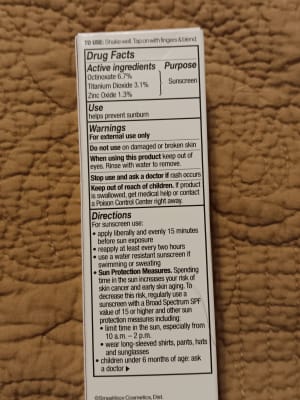 TO USE: Shake well. Tap on with fingers & blend.
Drug Facts
Active ingredients Purpose
Octinoxate 6.7%
Titanium Dioxide 3.1% Sunscreen
Zinc Oxide 1.3%
Use
helps prevent sunburn
Warnings
For external use only
Do not use on damaged or broken skin
When using this product keep out of
eyes. Rinse with water to remove.
Stop use and ask a doctor if rash occurs
Keep out of reach of children. If product
is swallowed, get medical help or contact
a Poison Control Center right away.
Directions
For sunscreen use:
• apply liberally and evenly 15 minutes
before sun exposure
• reapply at least every two hours
• use a water resistant sunscreen if
swimming or sweating
• Sun Protection Measures. Spending
time in the sun increases your risk of
skin cancer and early skin aging. To
decrease this risk, regularly use a
sunscreen with a Broad Spectrum SPF
value of 15 or higher and other sun
protection measures including:
• limit time in the sun, especially from
10 a.m. – 2 p.m.
• wear long-sleeved shirts, pants, hats
and sunglasses
• children under 6 months of age: ask
a doctor ▶
©Smashbox Cosmetics, Dist.